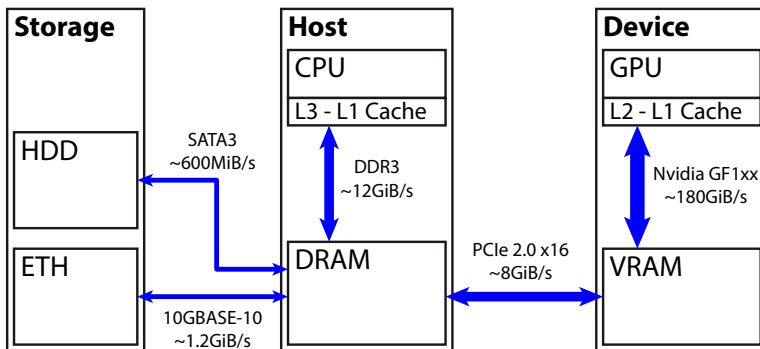 Storage
HDD
ETH
SATA3
~600MiB/s
10GBASE-10
~1.2GiB/s
Host
CPU
L3 - L1 Cache
DDR3
~12GiB/s
DRAM
PCIe 2.0 x16
~8GiB/s
Device
GPU
L2 - L1 Cache
Nvidia GF1xx
~180GiB/s
VRAM